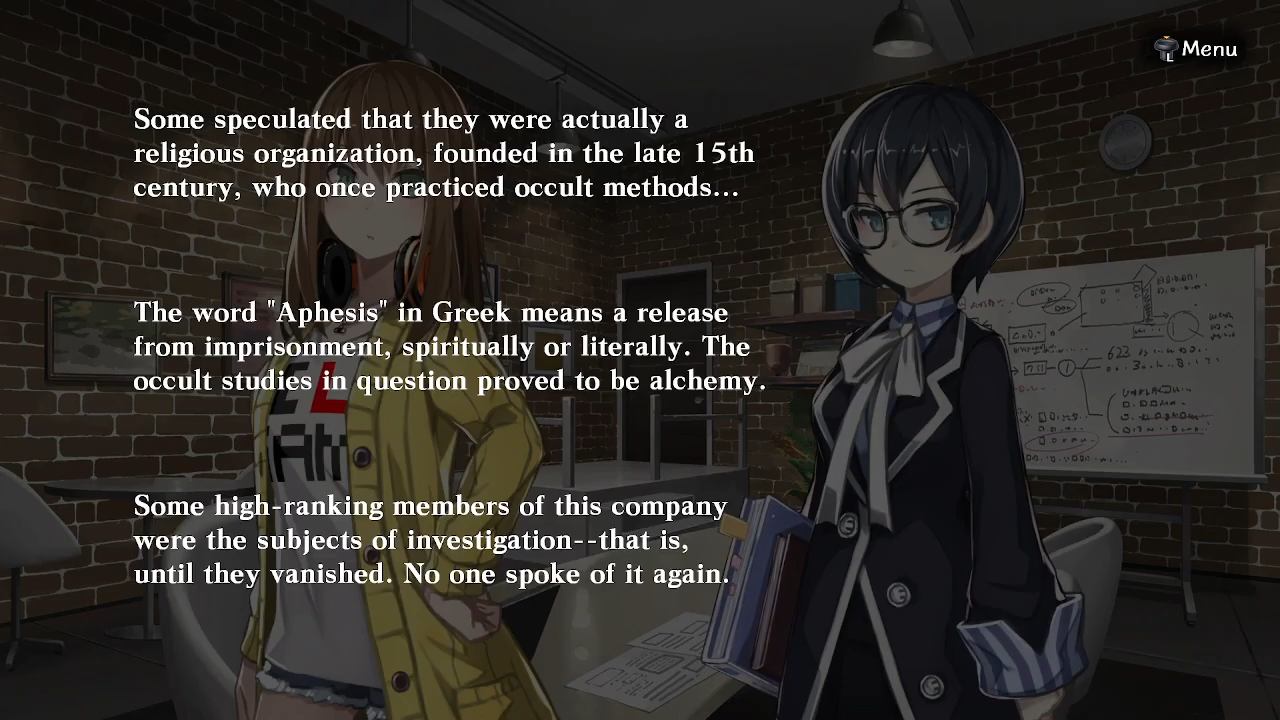 Menu
Some speculated that they were actually a
religious organization, founded in the late 15th
century, who once practiced occult methods...
The word "Aphesis" in Greek means a release
from imprisonment, spiritually or literally. The
occult studies in question proved to be alchemy.
Some high-ranking members of this company
were the subjects of investigation--that is,
until they vanished. No one spoke of it again.
623